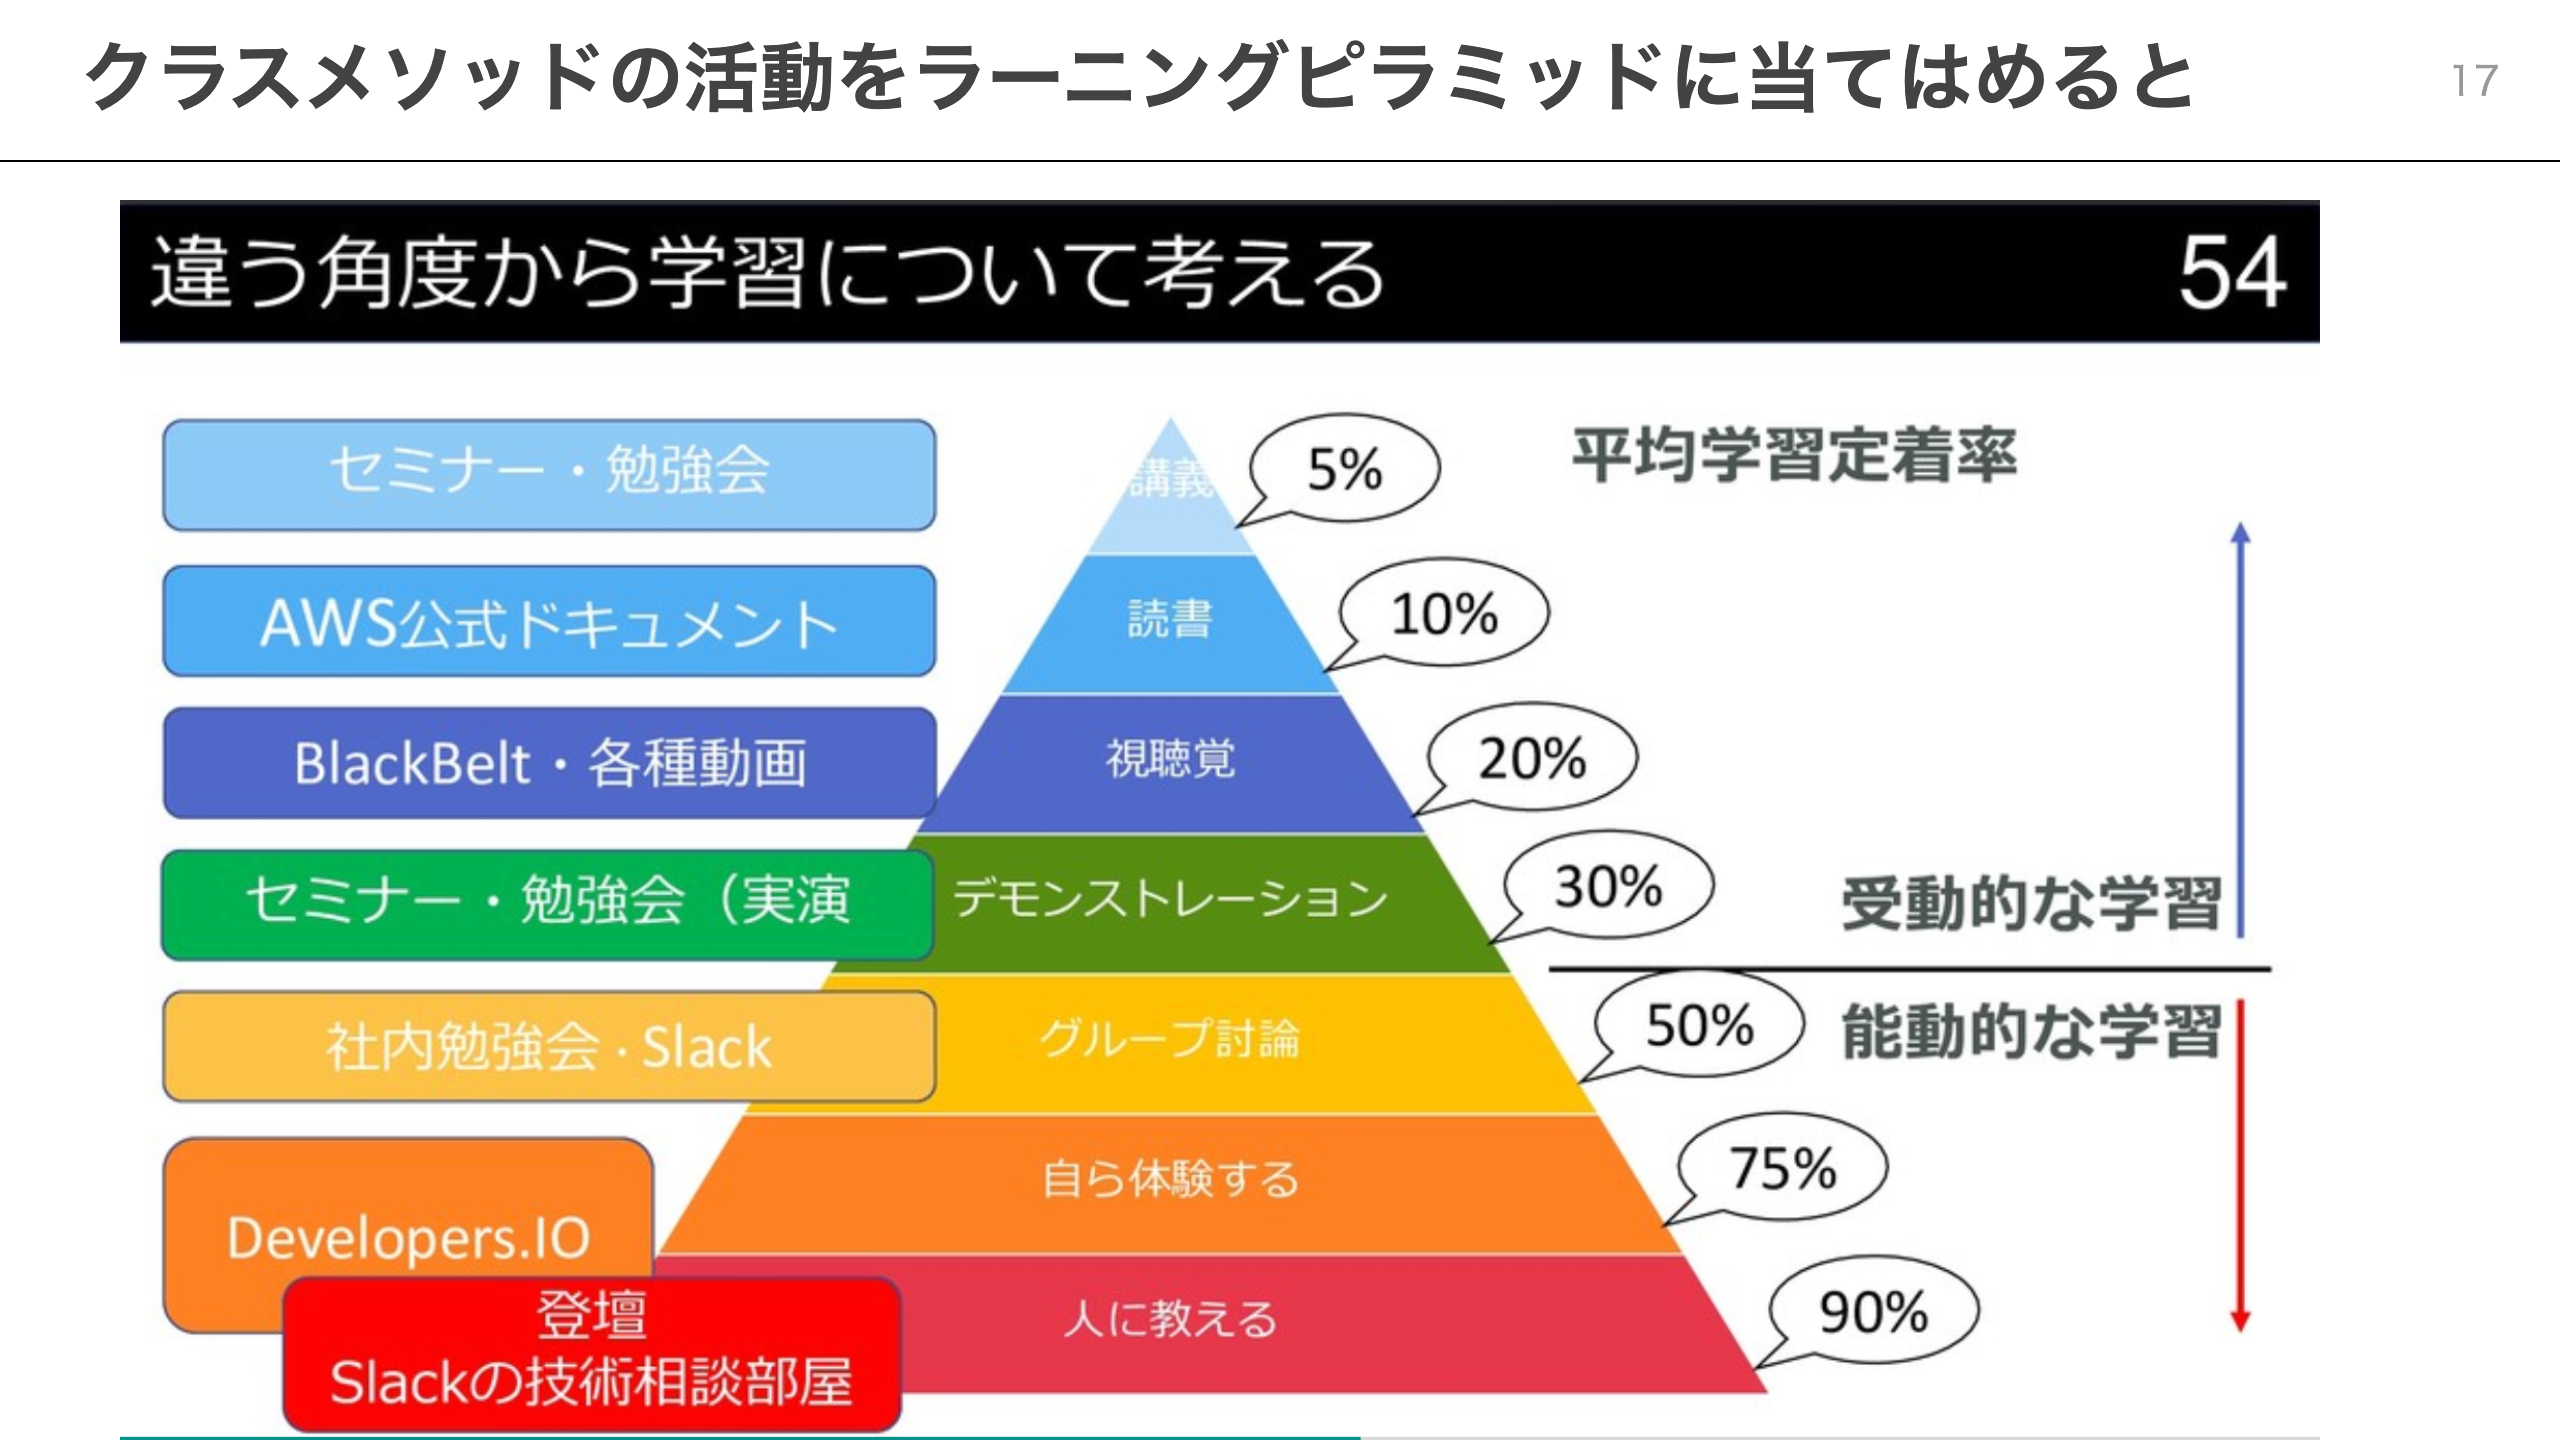 クラスメソッドの活動をラーニングピラミッドに当てはめると
17
違う角度から学習について考える
54
平均学習定着率
セミナー・勉強会
講義
5%
AWS公式ドキュメント
読書
10%
BlackBelt・各種動画
視聴覚
20%
セミナー・勉強会（実演
デモンストレーション
30%
受動的な学習
社内勉強会・Slack
グループ討論
50%
能動的な学習
Developers.IO
自ら体験する
75%
登壇
Slackの技術相談部屋
人に教える
90%